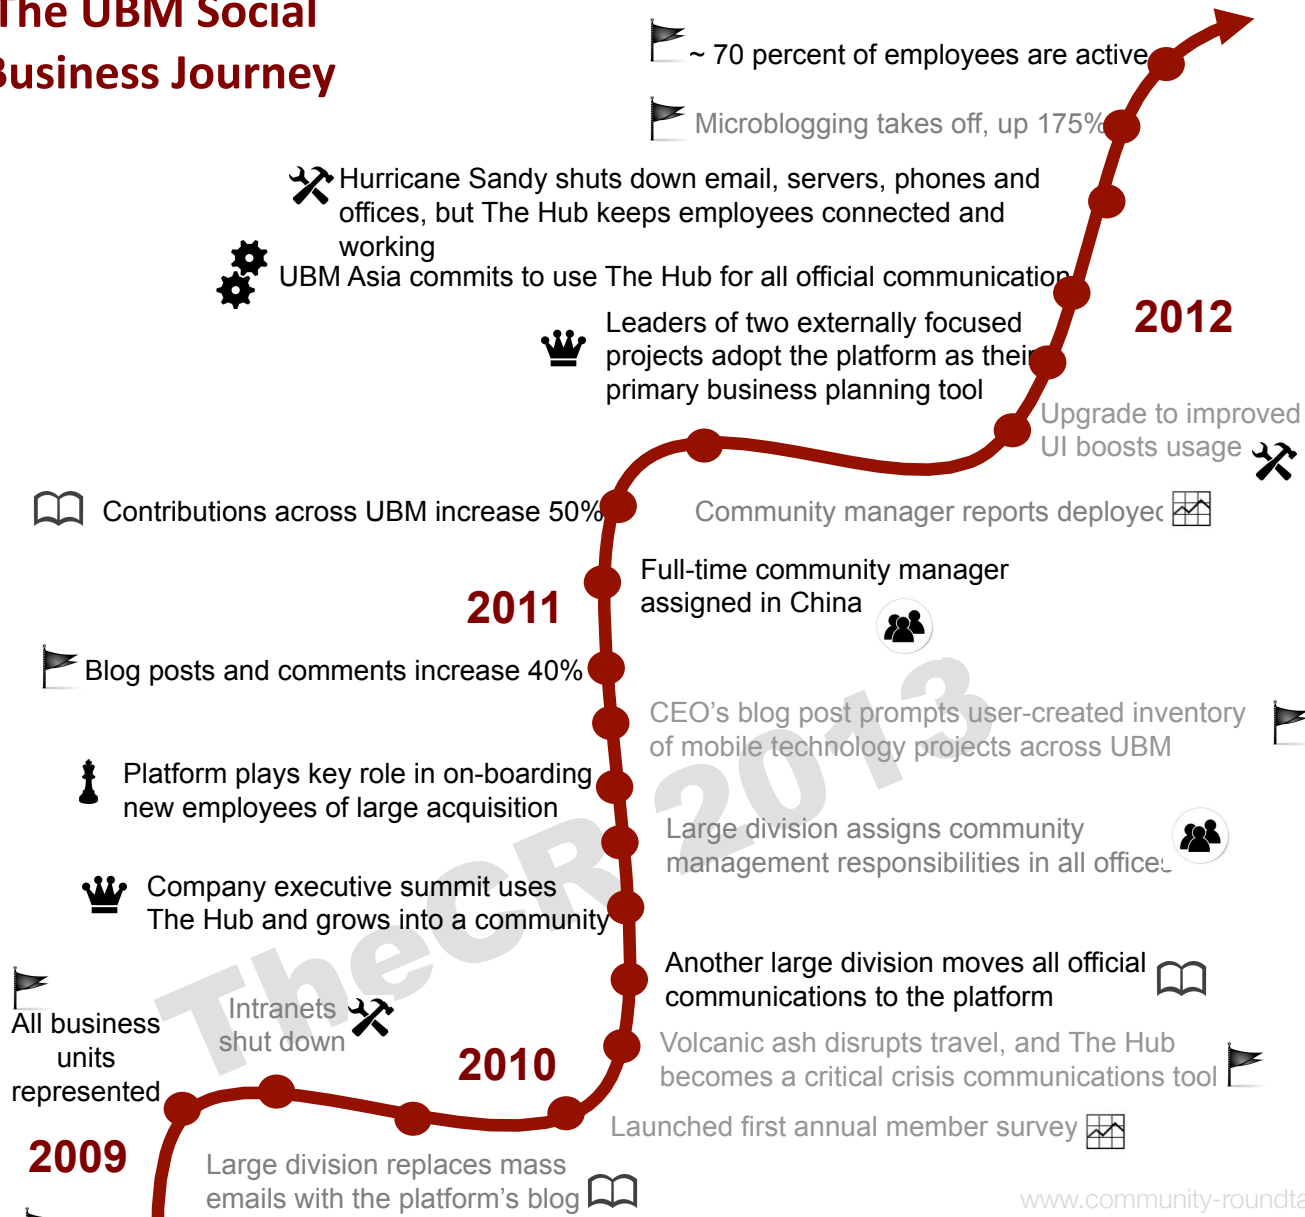 The UBM Social
Business Journey
~ 70 percent of employees are active
Microblogging takes off, up 175%
Hurricane Sandy shuts down email, servers, phones and
offices, but The Hub keeps employees connected and
working
UBM Asia commits to use The Hub for all official communication
2012
Leaders of two externally focused
projects adopt the platform as their
primary business planning tool
Upgrade to improved
UI boosts usage
Contributions across UBM increase 50%
Community manager reports deployed
Full-time community manager
assigned in China
2011
Blog posts and comments increase 40%
CEO’s blog post prompts user-created inventory
of mobile technology projects across UBM
Platform plays key role in on-boarding
new employees of large acquisition
Large division assigns community
management responsibilities in all offices
Company executive summit uses
The Hub and grows into a community
Another large division moves all official
communications to the platform
All business
units
represented
Intranets
shut down
2010
Volcanic ash disrupts travel, and The Hub
becomes a critical crisis communications tool
Launched first annual member survey
2009
Large division replaces mass
emails with the platform’s blog
TheCR 2013
www.community-roundta